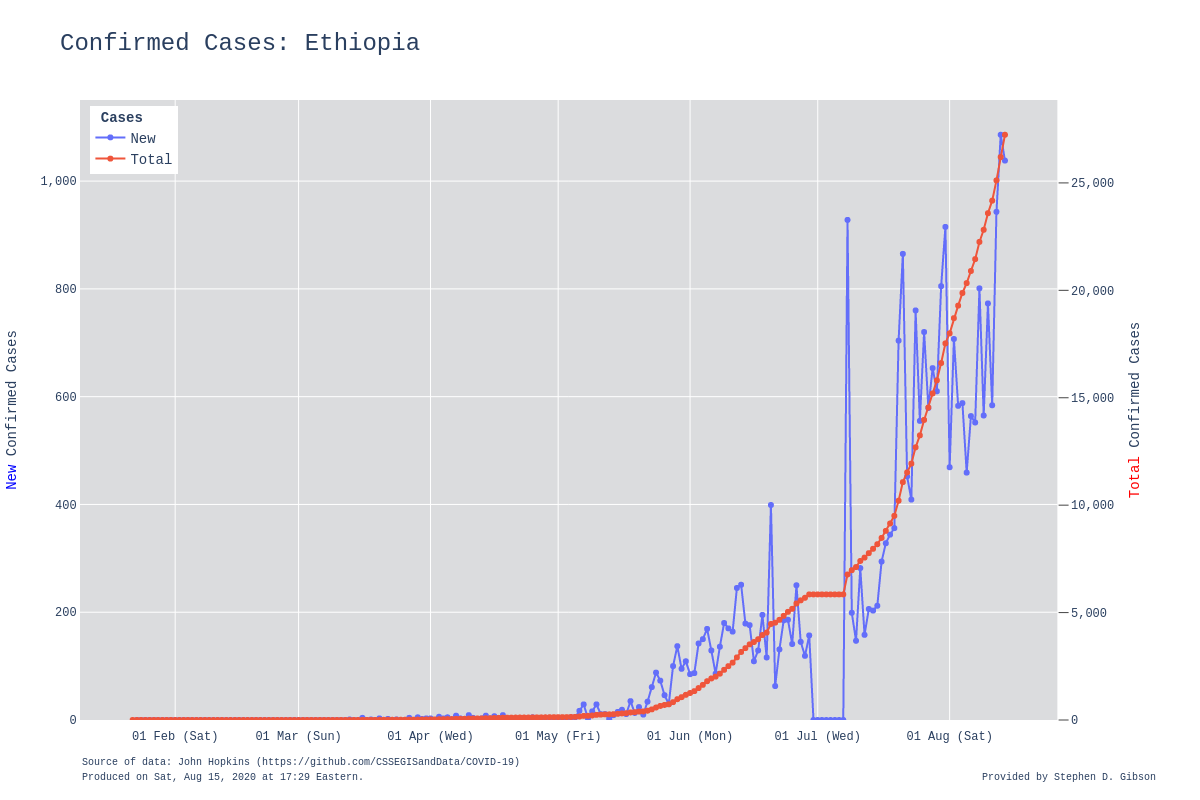 Confirmed Cases: Ethiopia
Cases
New
Total
1,000
800
600
400
200
0
25,000
20,000
15,000
10,000
5,000
0
New Confirmed Cases
Total Confirmed Cases
01 Feb (Sat) 01 Mar (Sun) 01 Apr (Wed) 01 May (Fri) 01 Jun (Mon) 01 Jul (Wed) 01 Aug (Sat)
Source of data: John Hopkins (https://github.com/CSSEGISandData/COVID-19)
Produced on Sat, Aug 15, 2020 at 17:29 Eastern.
Provided by Stephen D. Gibson